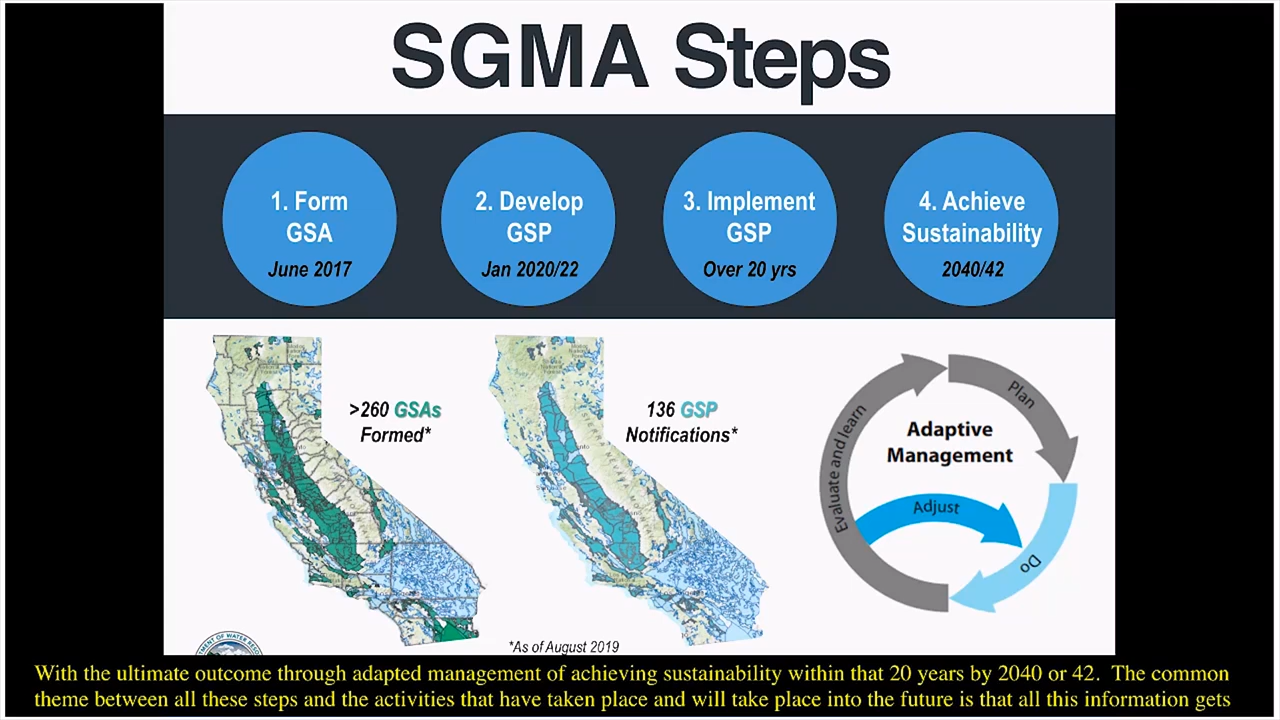 SGMA Steps
1. Form
GSA
June 2017
2. Develop
GSP
Jan 2020/22
3. Implement
GSP
Over 20 yrs
4. Achieve
Sustainability
2040/42
>260 GSAs
Formed*
136 GSP
Notifications*
Adaptive
Management
Plan
Do
Evaluate and learn
Adjust
*As of August 2019
With the ultimate outcome through adapted management of achieving sustainability within that 20 years by 2040 or 42. The common
theme between all these steps and the activities that have taken place and will take place into the future is that all this information gets